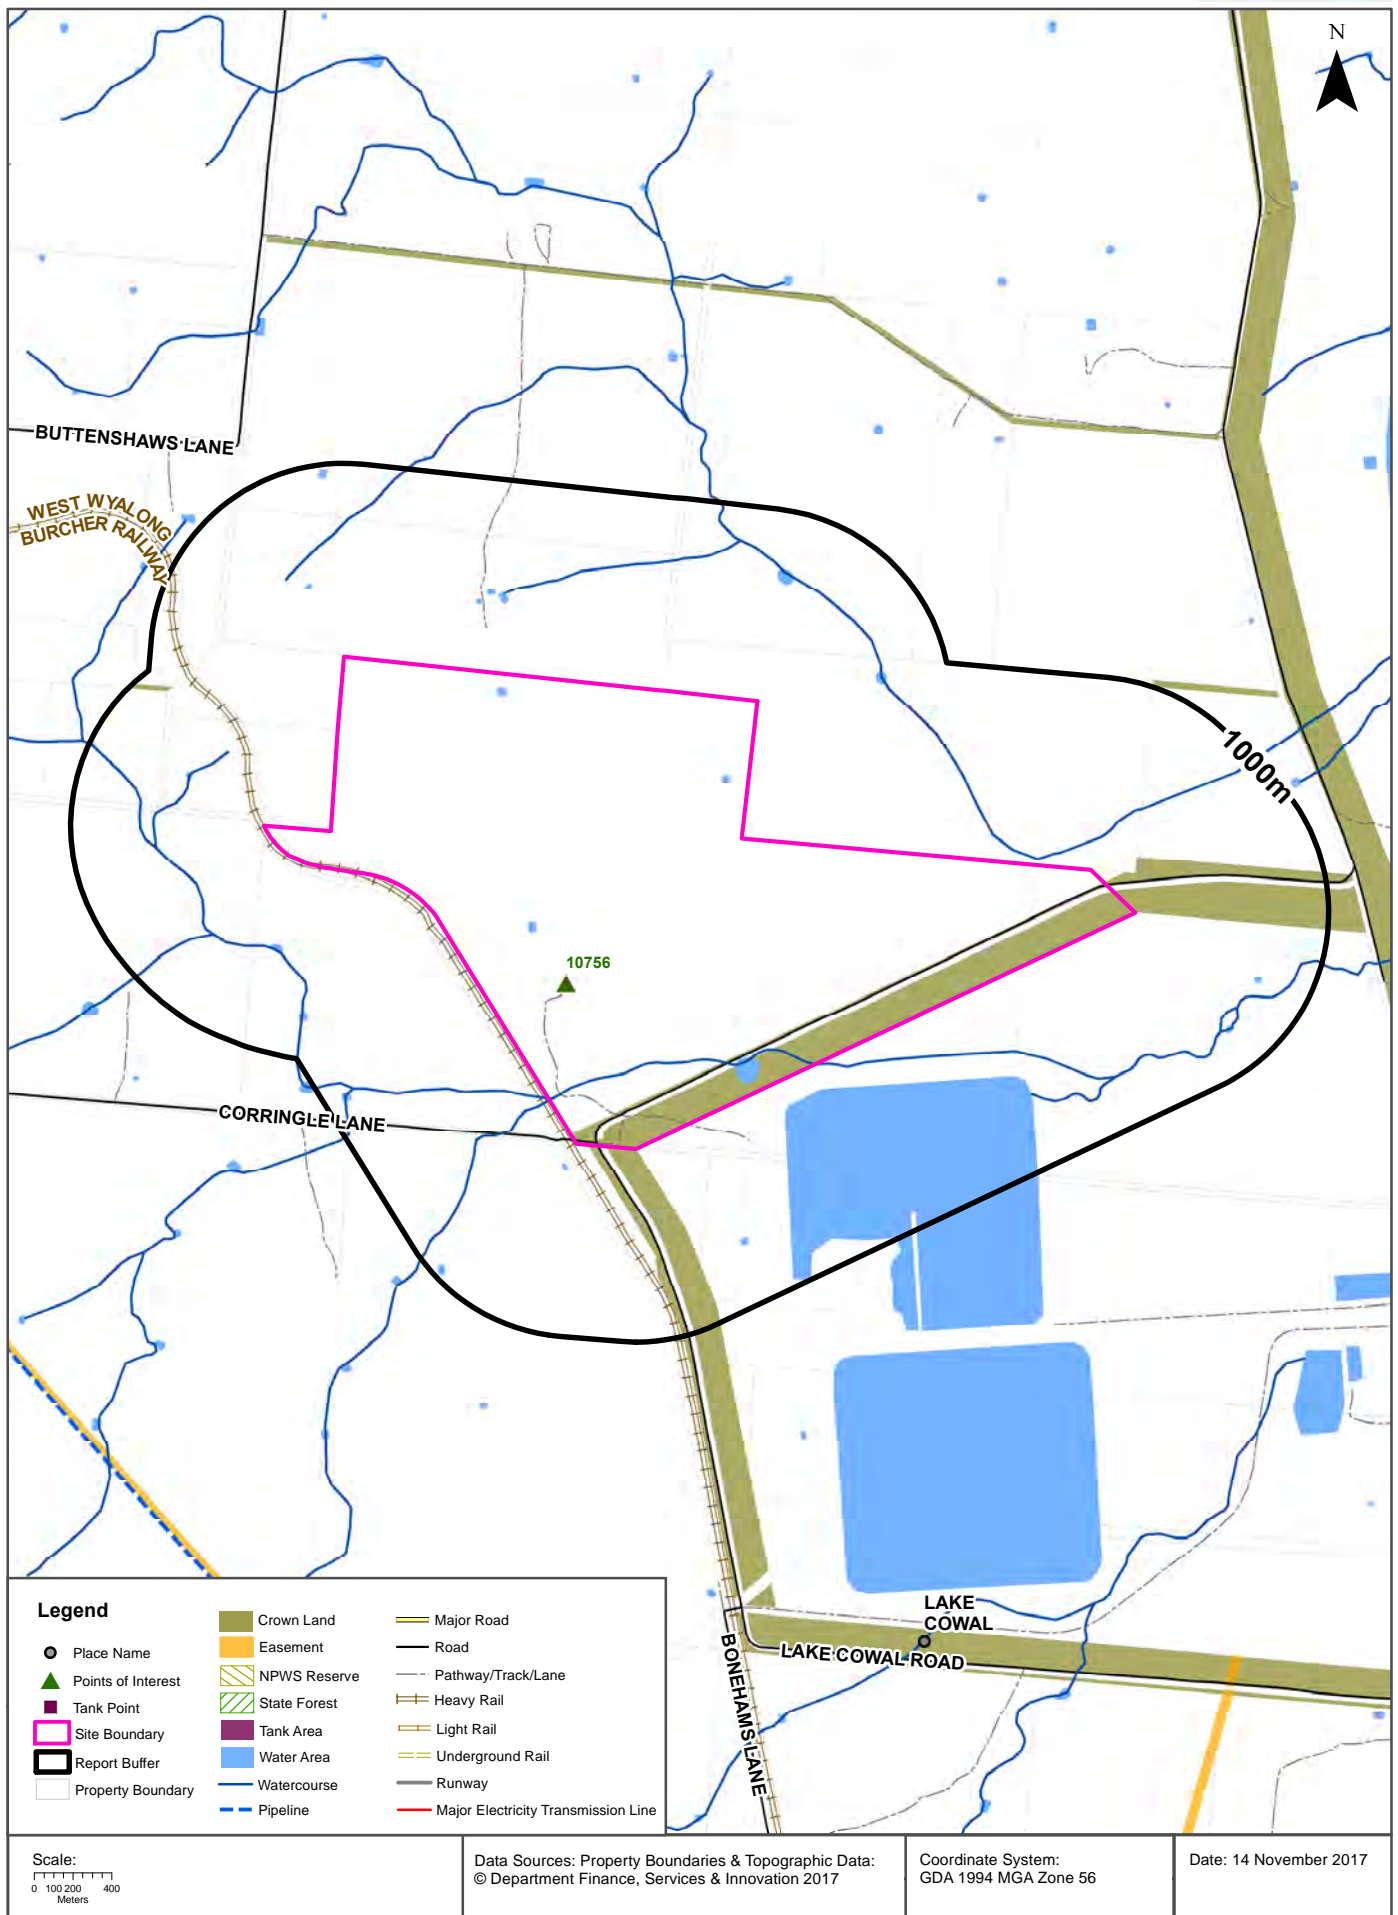 N
BUTTENSHAWS LANE
WEST WYALONG
BURCHER RAILWAY
1000m
10756
CORRINGLE LANE
LAKE
COWAL
LAKE COWAL ROAD
BONEHAMS LANE
Legend
Place Name
Points of Interest
Tank Point
Site Boundary
Report Buffer
Property Boundary
Crown Land
Easement
NPWS Reserve
State Forest
Tank Area
Water Area
Watercourse
Pipeline
Major Road
Road
Pathway/Track/Lane
Heavy Rail
Light Rail
Underground Rail
Runway
Major Electricity Transmission Line
Scale:
0 100 200 400
Meters
Data Sources: Property Boundaries & Topographic Data:
© Department Finance, Services & Innovation 2017
Coordinate System:
GDA 1994 MGA Zone 56
Date: 14 November 2017